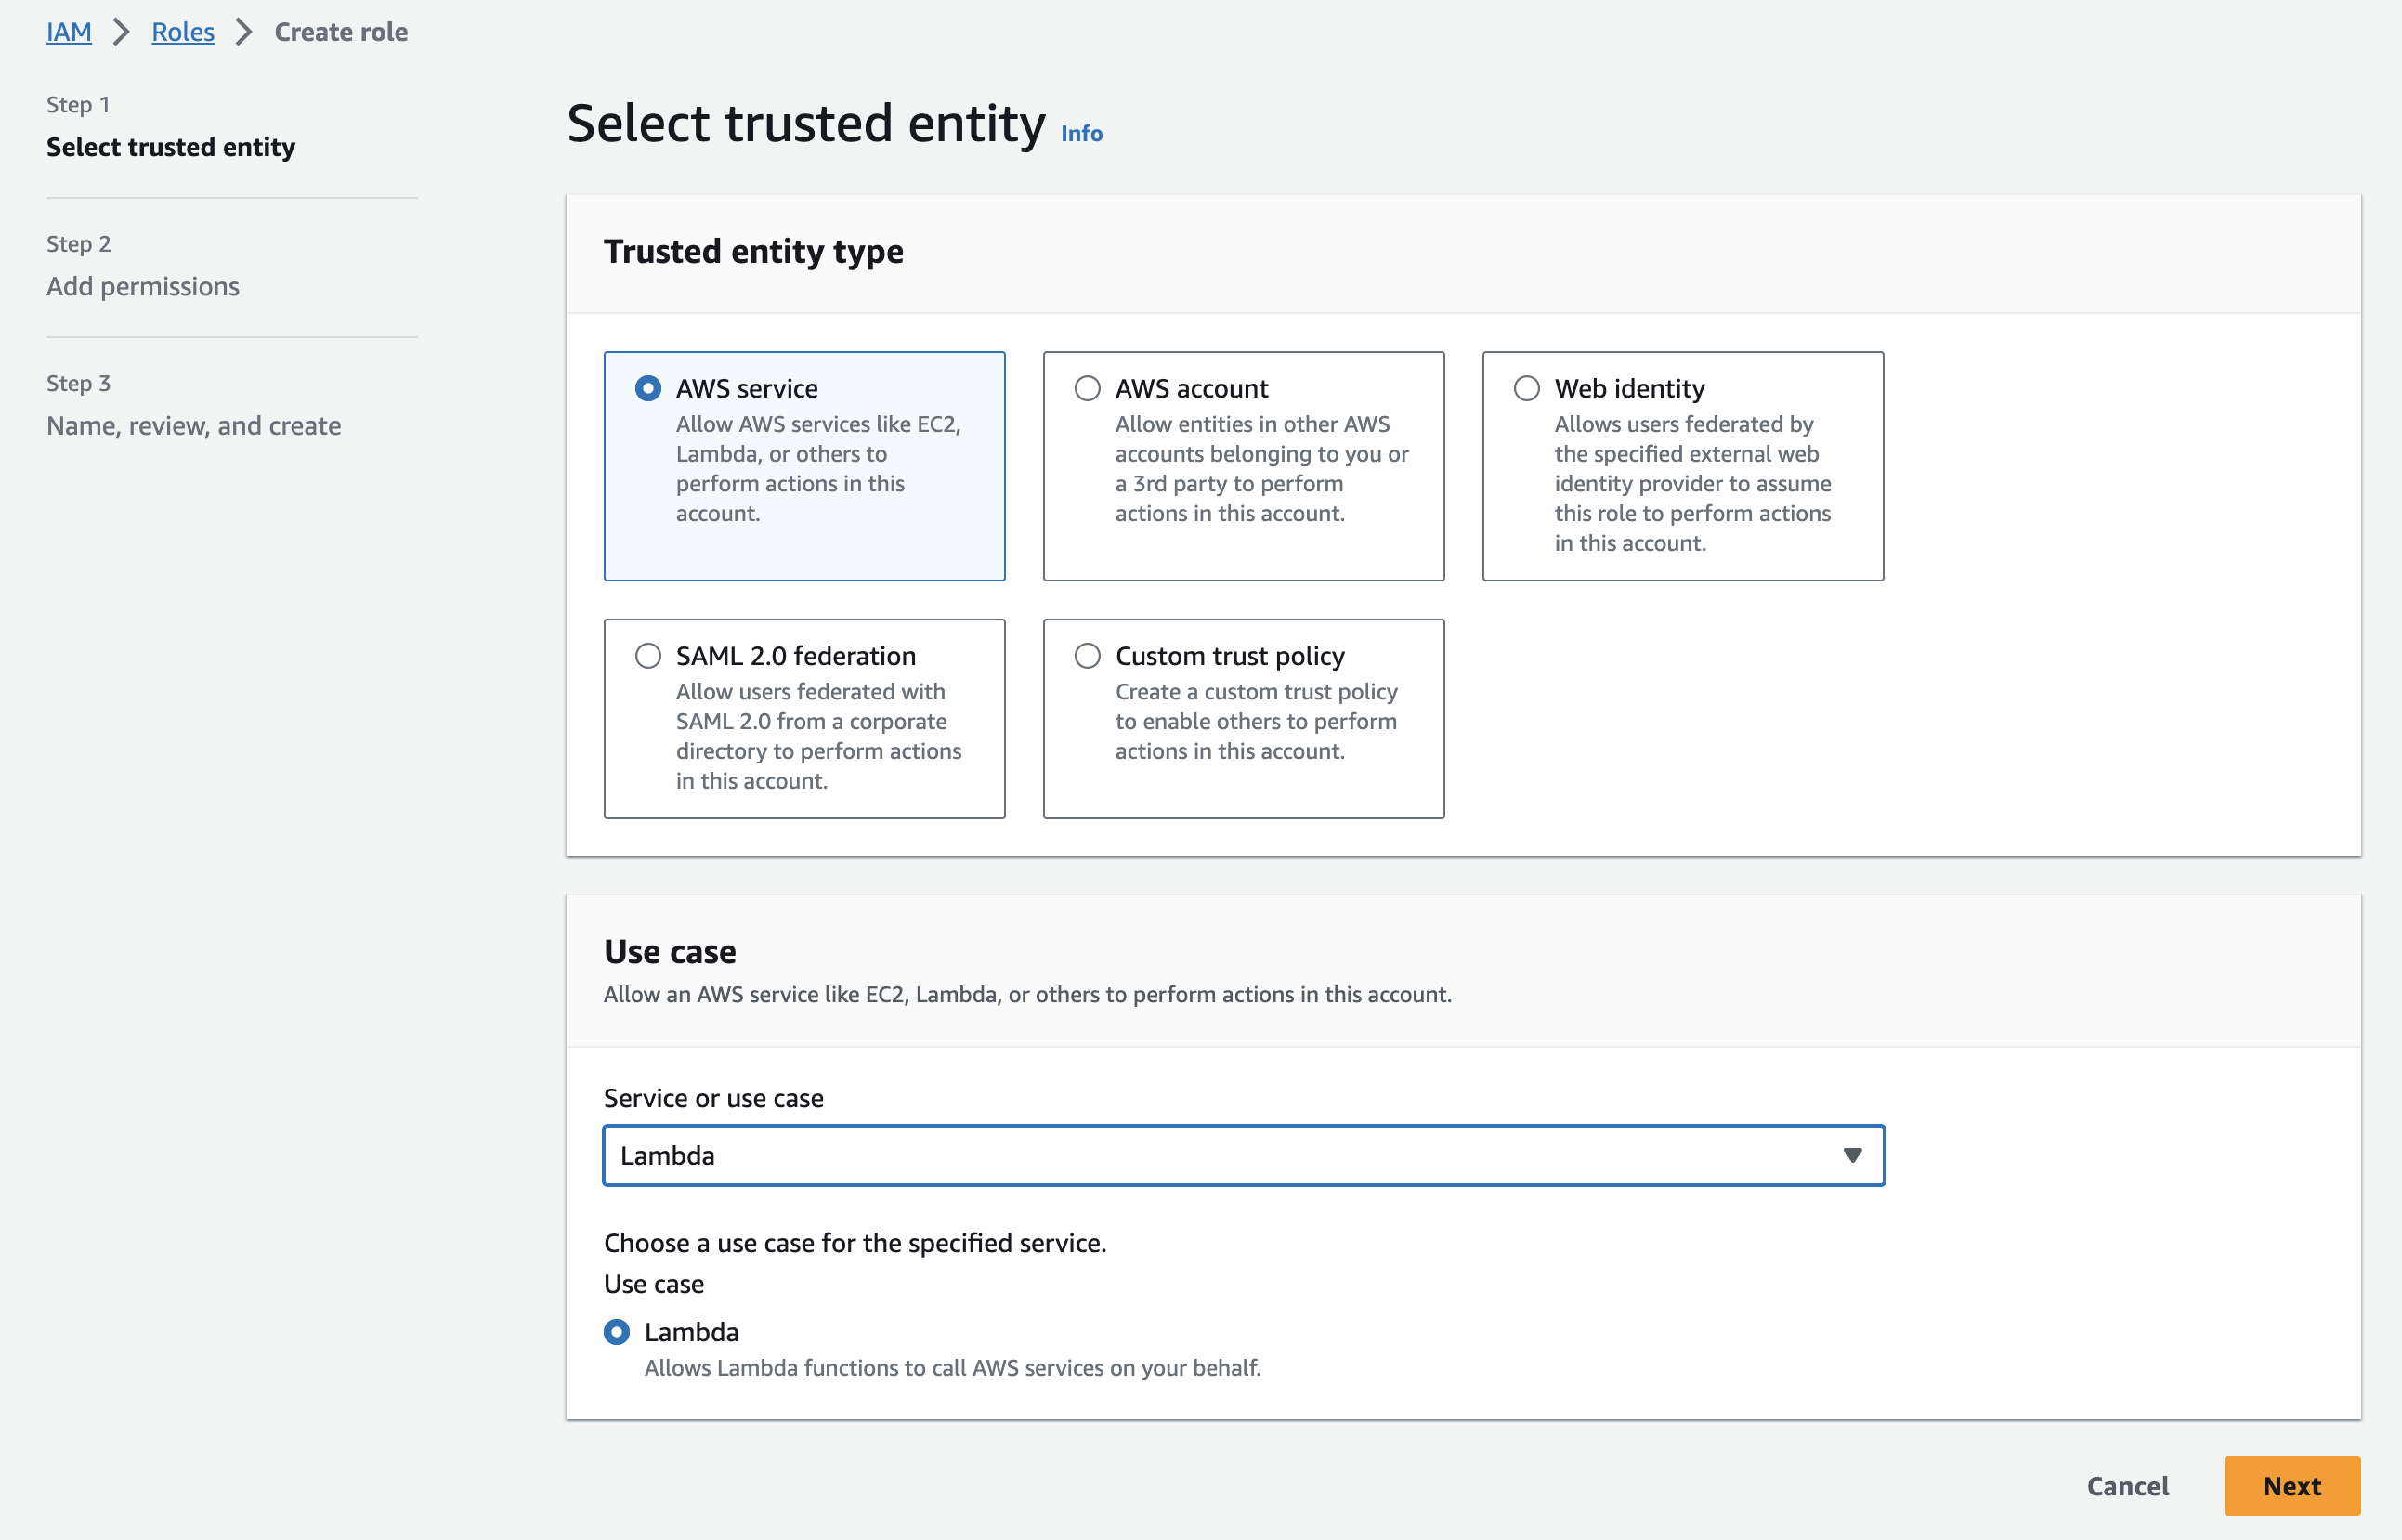 IAM > Roles > Create role
Step 1
Select trusted entity
Step 2
Add permissions
Step 3
Name, review, and create
Select trusted entity Info
Trusted entity type
AWS service
Allow AWS services like EC2,
Lambda, or others to
perform actions in this
account.
AWS account
Allow entities in other AWS
accounts belonging to you or
a 3rd party to perform
actions in this account.
Web identity
Allows users federated by
the specified external web
identity provider to assume
this role to perform actions
in this account.
SAML 2.0 federation
Allow users federated with
SAML 2.0 from a corporate
directory to perform actions
in this account.
Custom trust policy
Create a custom trust policy
to enable others to perform
actions in this account.
Use case
Allow an AWS service like EC2, Lambda, or others to perform actions in this account.
Service or use case
Lambda
Choose a use case for the specified service.
Use case
Lambda
Allows Lambda functions to call AWS services on your behalf.
Cancel
Next